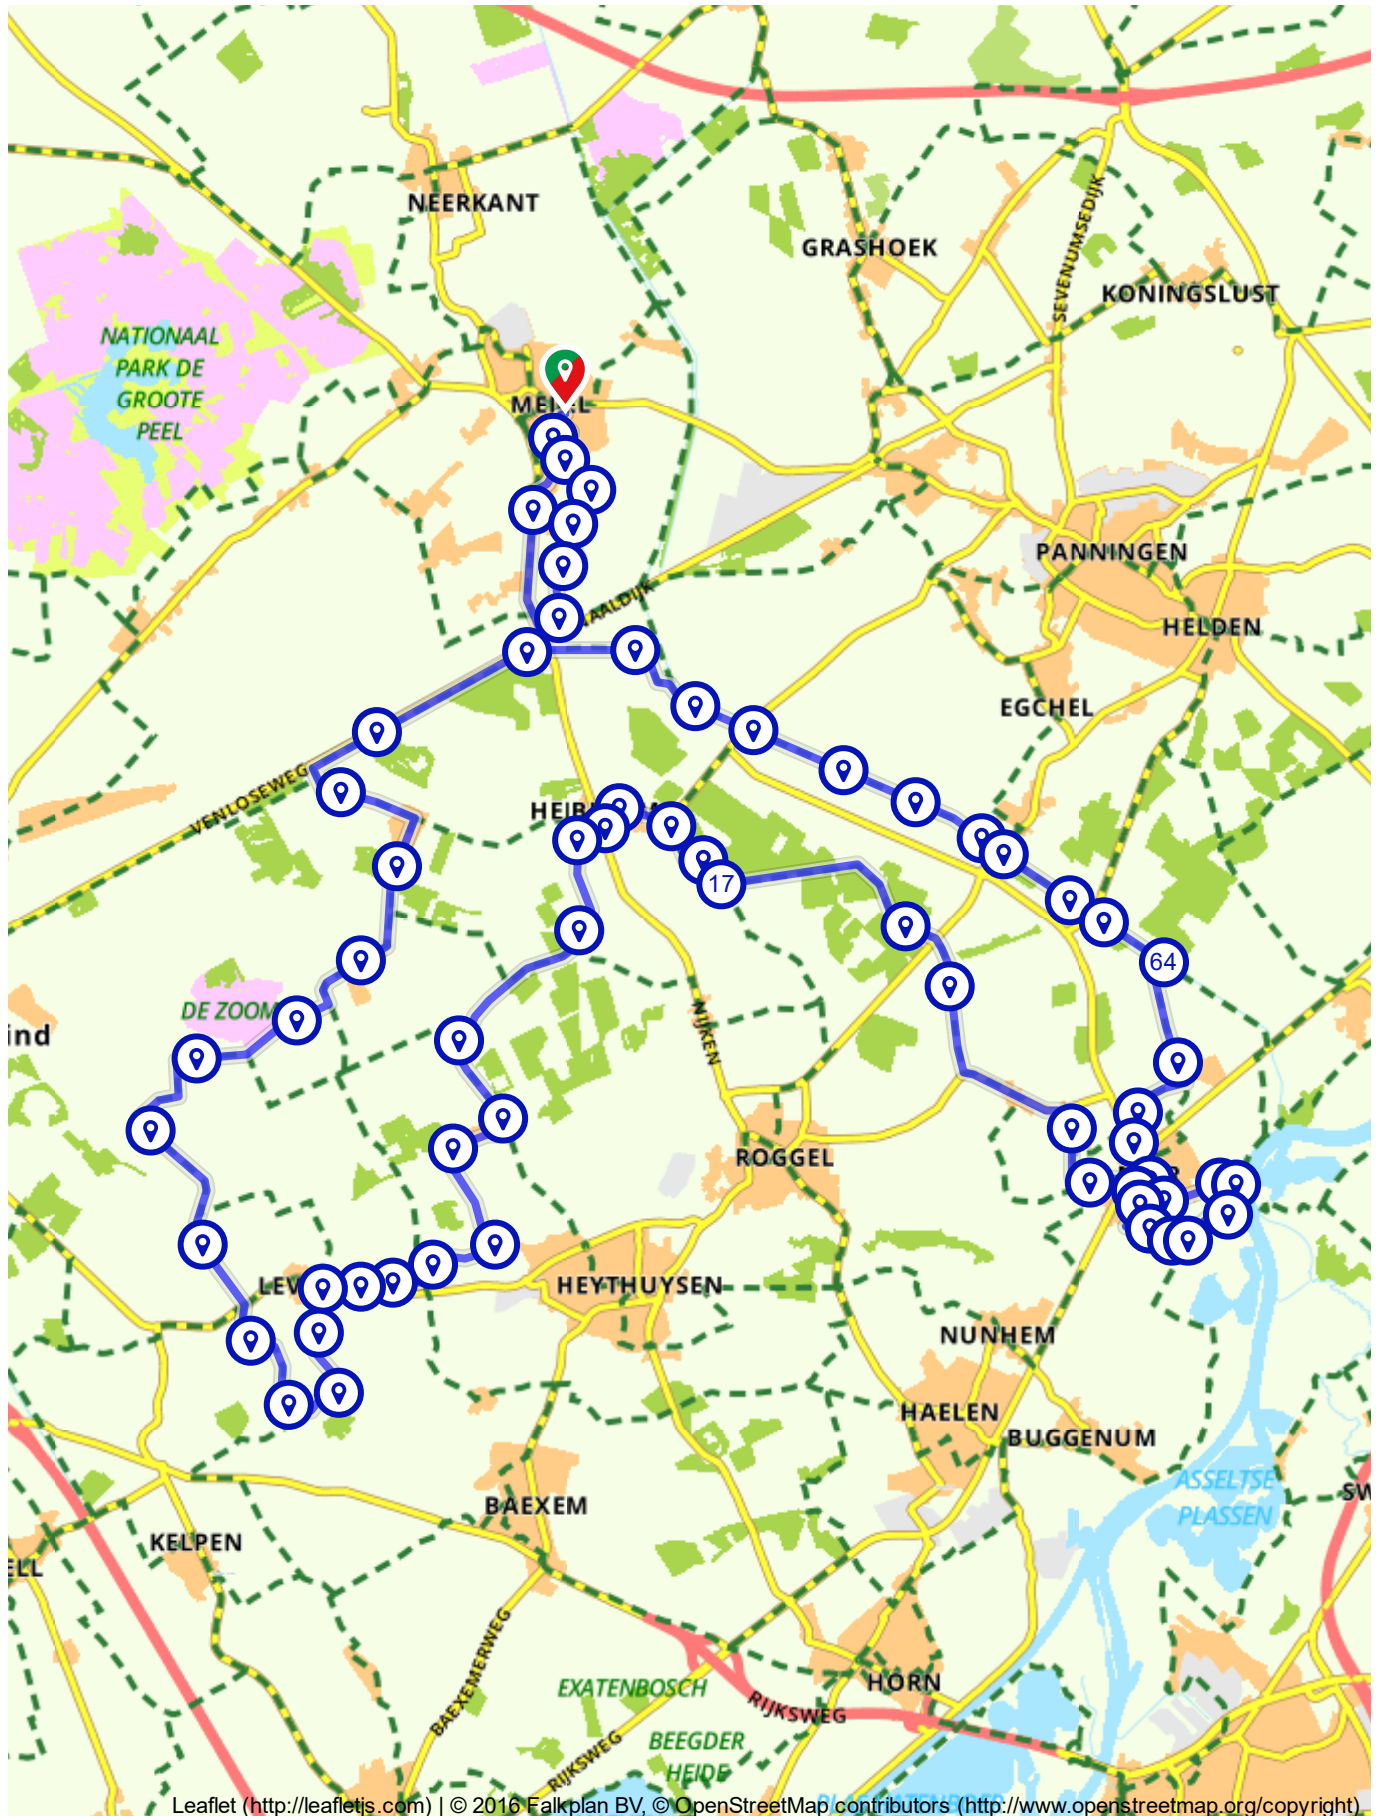 NEERKANT
GRASHOEK
SEVENUMSEDIJK
KONINGSLUST
NATIONAAL
PARK DE
GROOTE
PEEL
PANNINGEN
HELDEN
EGCHEL
VENLOSEWEG
17
64
DE ZOOM
NIJKEN
ROGGEL
HEYTHUYSEN
NUNHEM
HAELEN
BUGGENUM
ASSELTSE
PLASSEN
BAEXEM
KELPEN
BAEXEMERWEG
EXATENBOSCH
HORN
RIJKSWEG
RIJKSWEG
BEEGDER
HEIDE
Leaflet (http://leafletjs.com) | © 2016 Falkplan BV, © OpenStreetMap contributors (http://www.openstreetmap.org/copyright)